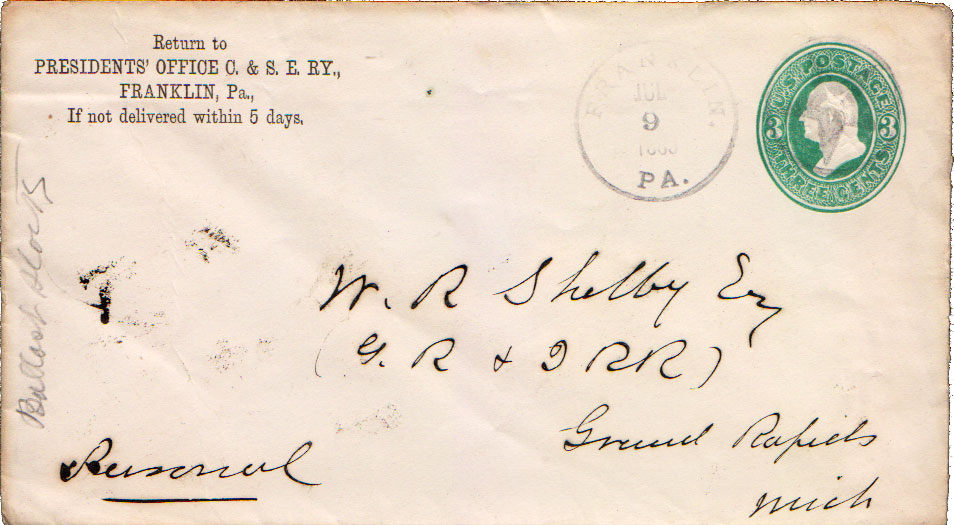 Return to
PRESIDENTS' OFFICE C. & S. E. RY.,
FRANKLIN, Pa.,
If not delivered within 5 days.
FRANKLIN.
JUL
9
PA.
U.S. POSTAGE
3 3
THREE CENTS
W. R Shelby Esq
(G. R & I RR)
Grand Rapids
Mich
Personal
Ballast